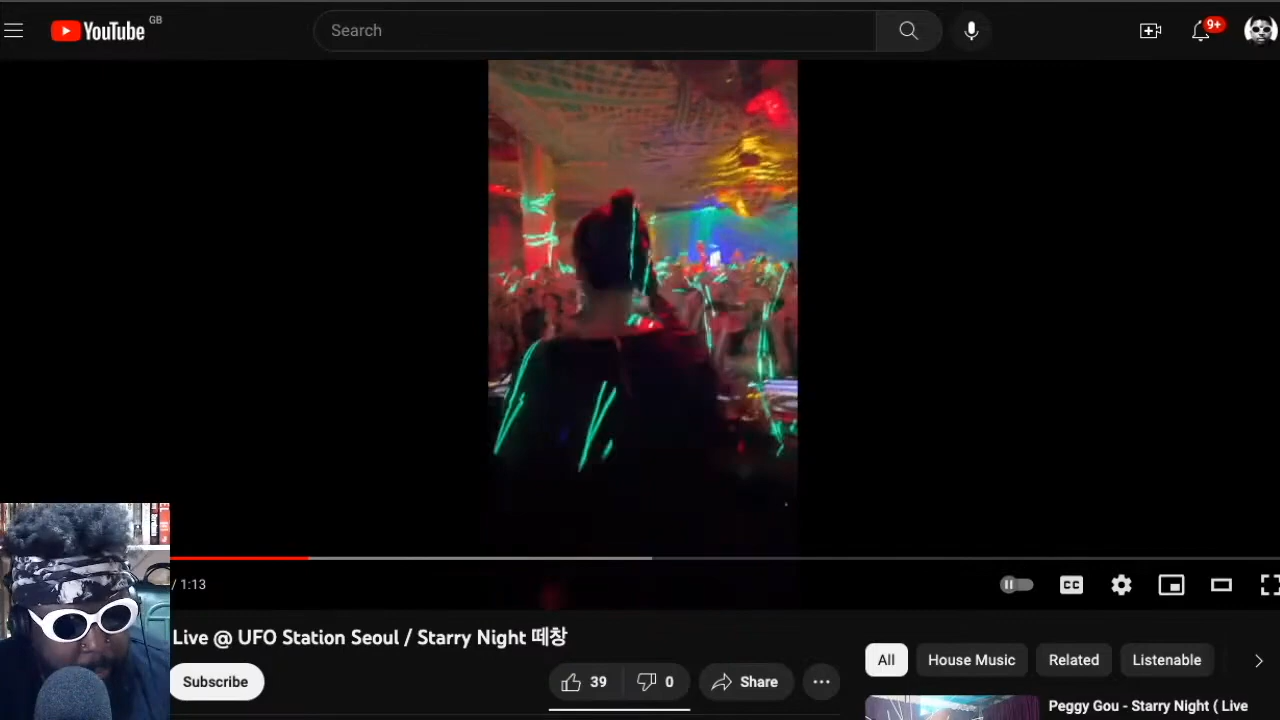 YouTube GB
Search
9+
/ 1:13
CC
Live @ UFO Station Seoul / Starry Night 떼창
Subscribe
39
0
Share
All
House Music
Related
Listenable
Peggy Gou - Starry Night ( Live